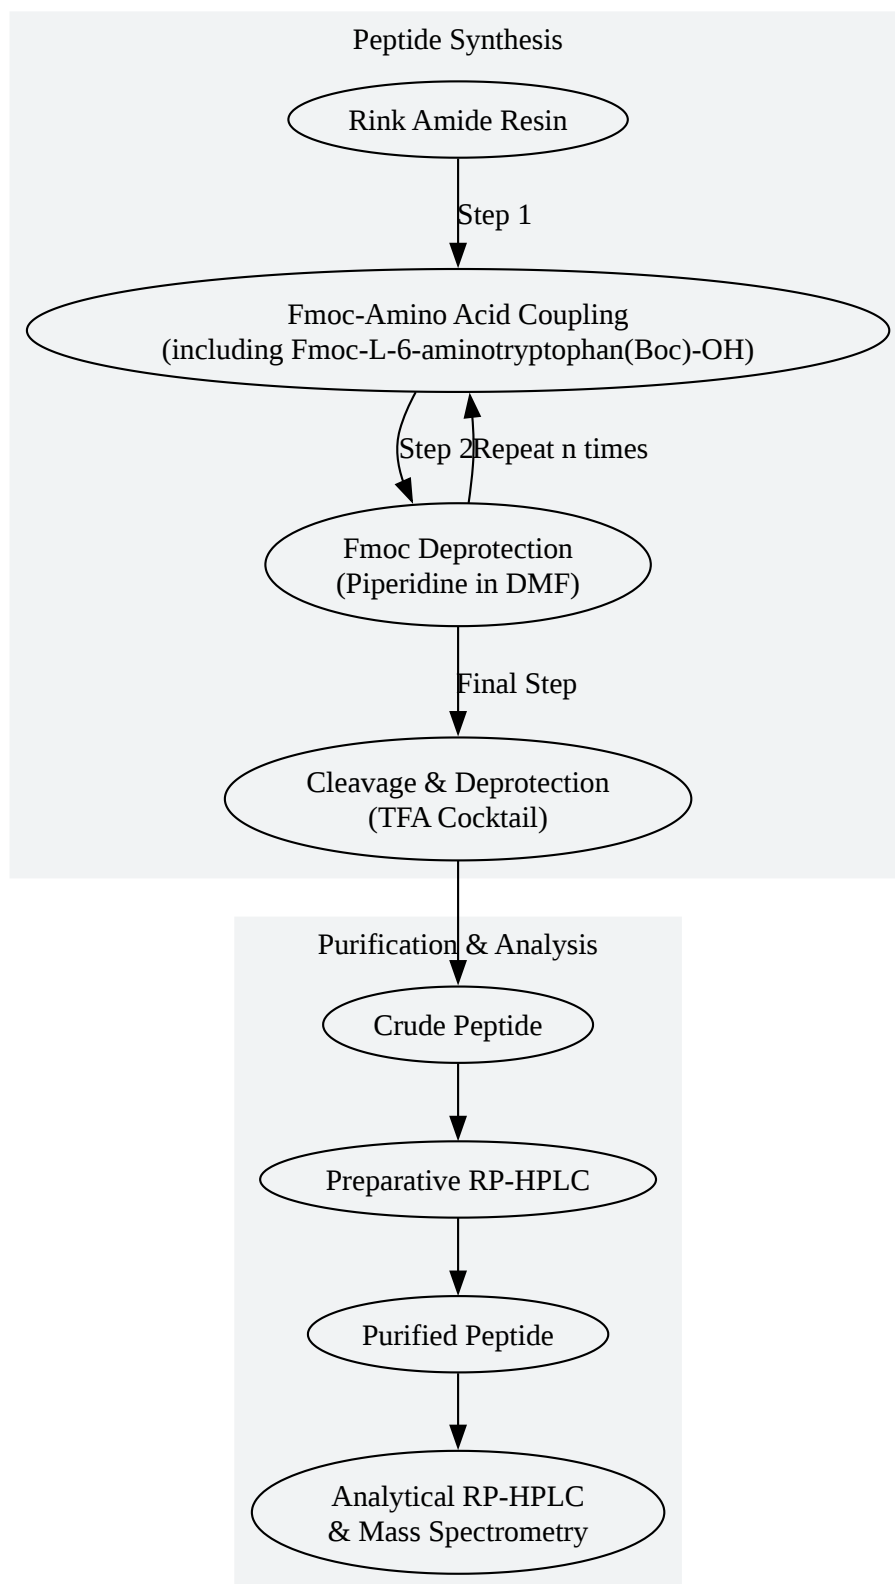 Peptide Synthesis
Rink Amide Resin
Step 1
Fmoc-Amino Acid Coupling
(including Fmoc-L-6-aminotryptophan(Boc)-OH)
Step 2
Repeat n times
Fmoc Deprotection
(Piperidine in DMF)
Final Step
Cleavage & Deprotection
(TFA Cocktail)
Purification & Analysis
Crude Peptide
Preparative RP-HPLC
Purified Peptide
Analytical RP-HPLC
& Mass Spectrometry